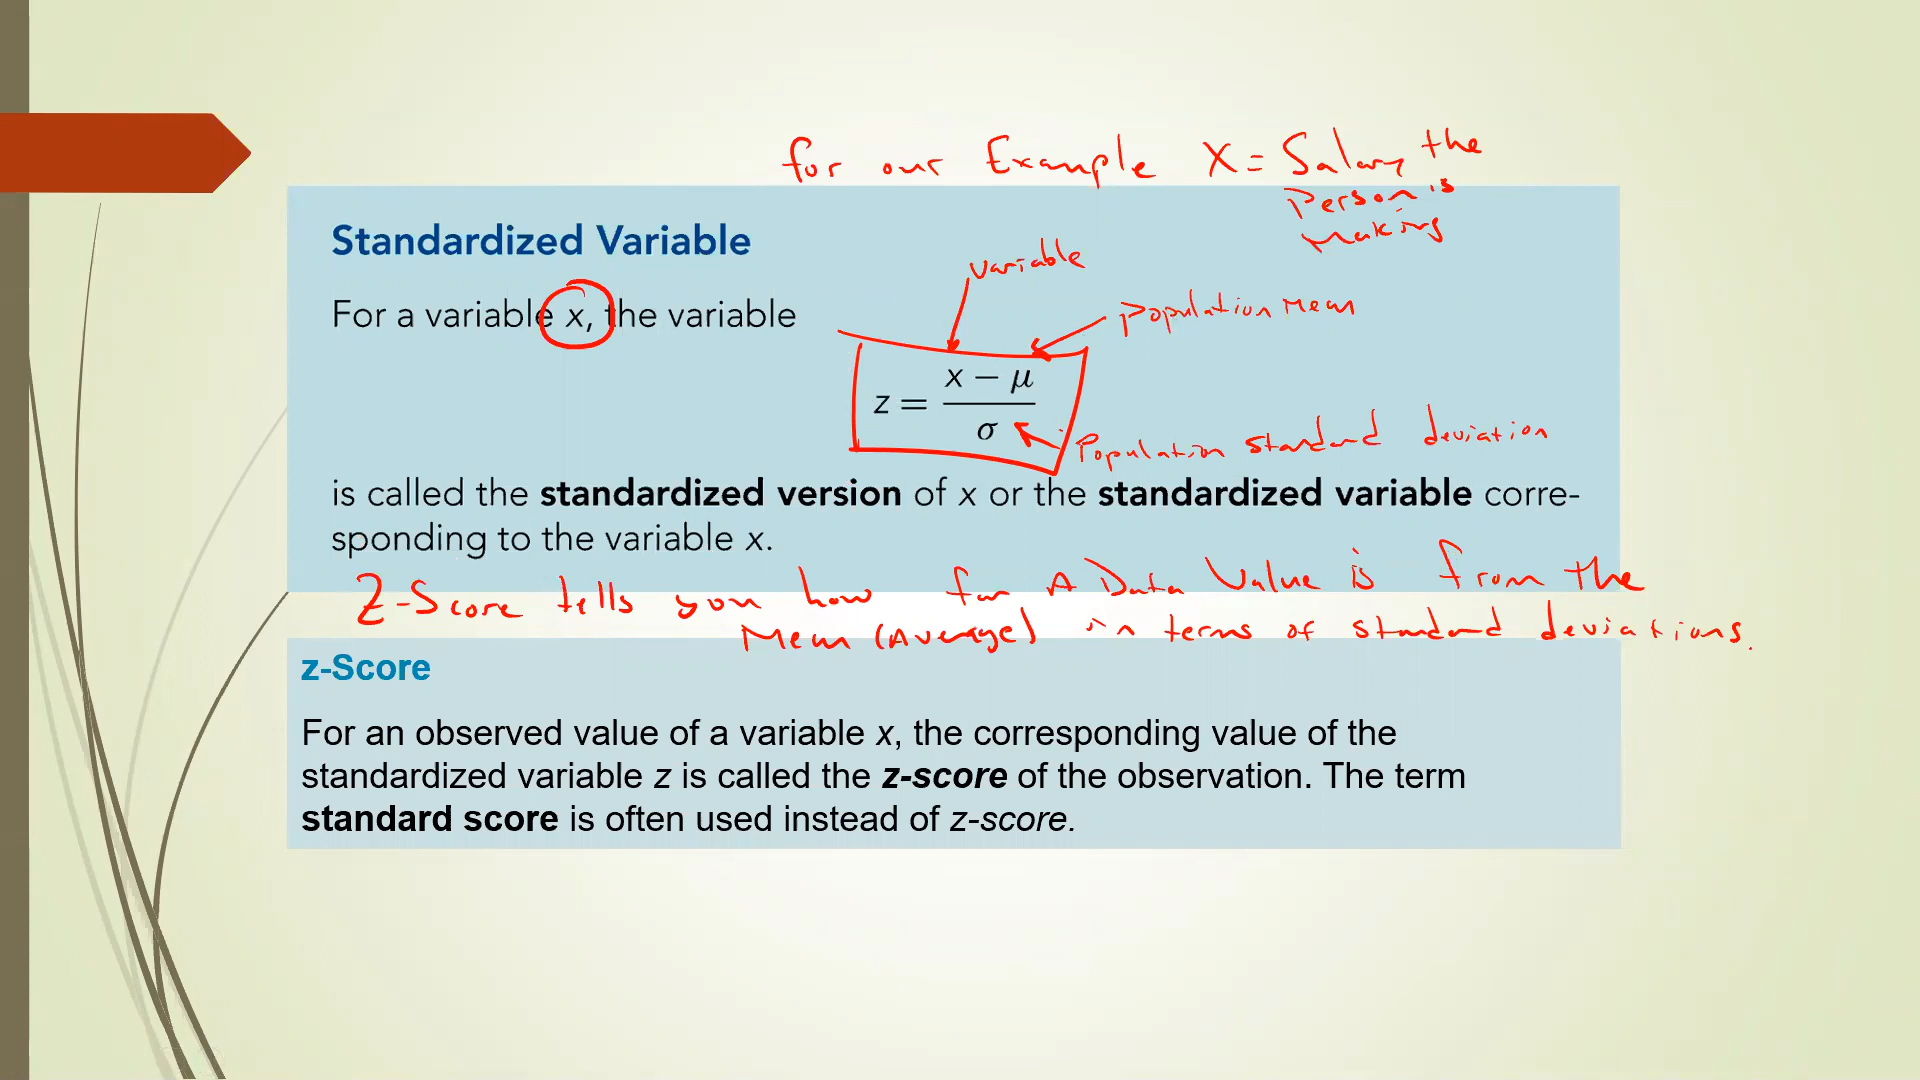 for our Example X = Salary the
Person is
Making
Standardized Variable
variable
For a variable x, the variable
Population Mean
z = x − μ / σ
Population standard deviation
is called the standardized version of x or the standardized variable corre-
sponding to the variable x.
Z-Score tells you how far A Data Value is from the
Mean (Average) in terms of standard deviations.
z-Score
For an observed value of a variable x, the corresponding value of the
standardized variable z is called the z-score of the observation. The term
standard score is often used instead of z-score.